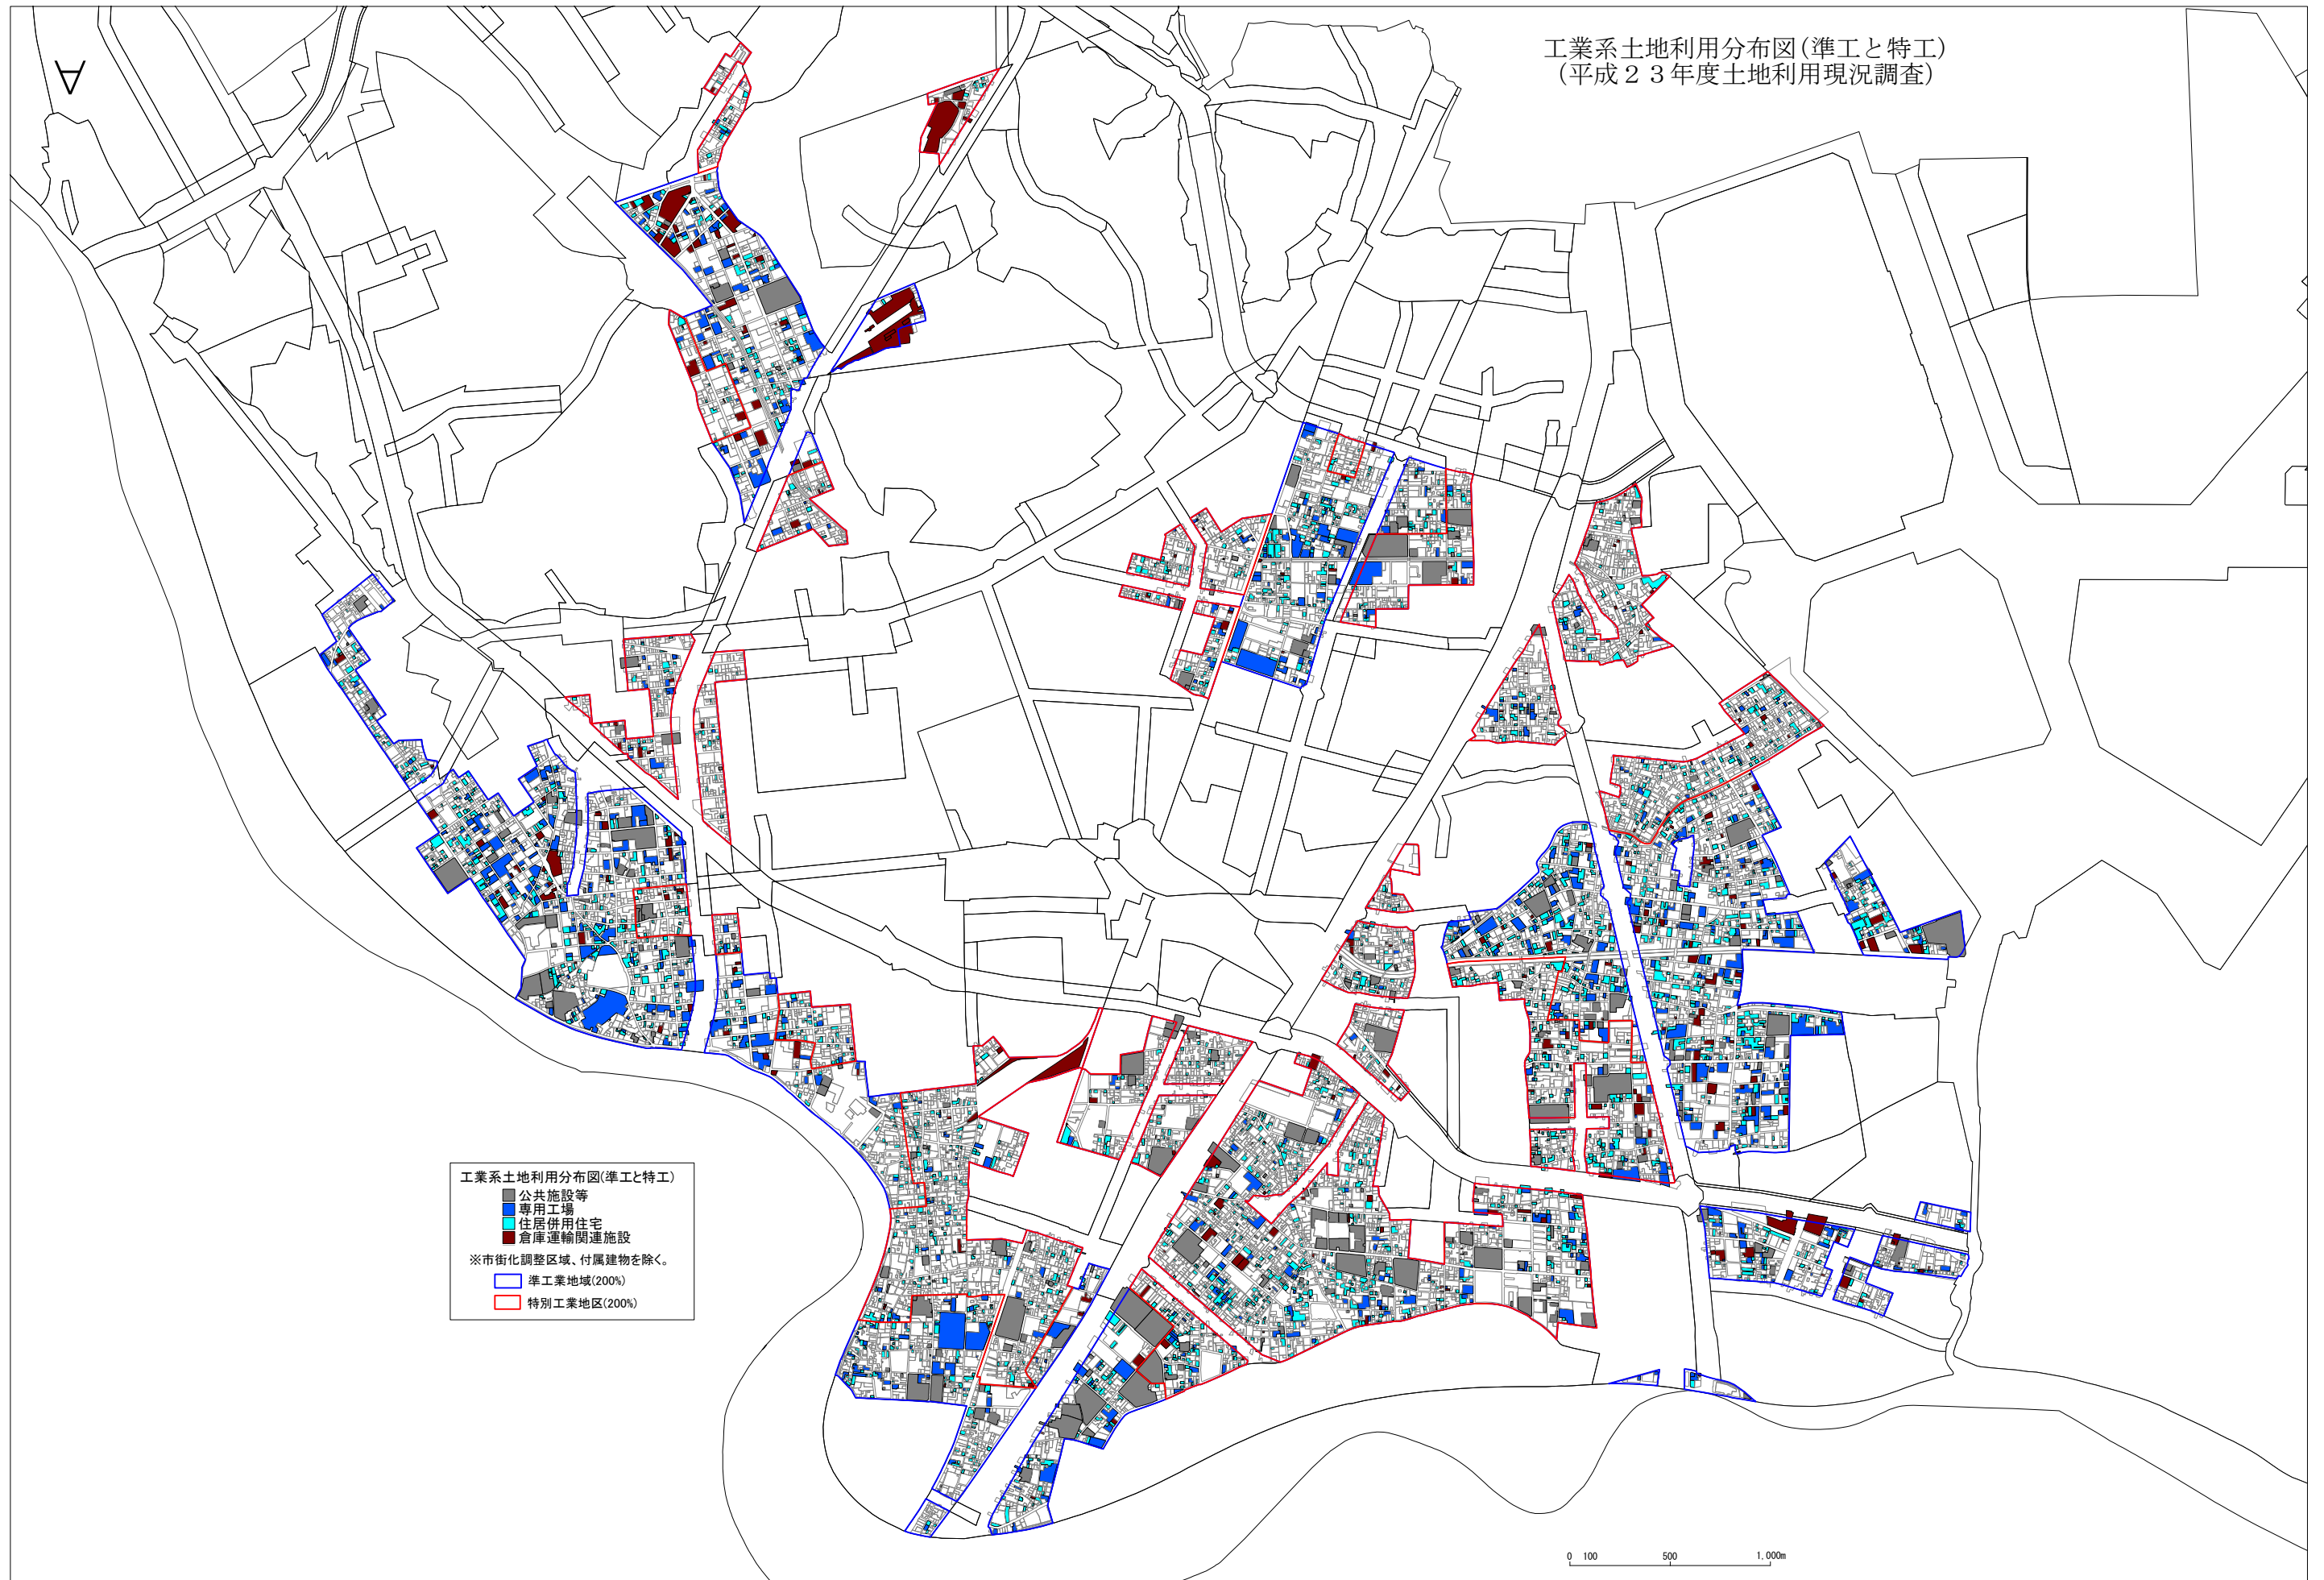 工業系土地利用分布図(準工と特工)
(平成23年度土地利用現況調査)
工業系土地利用分布図(準工と特工)
公共施設等
専用工場
住居併用住宅
倉庫運輸関連施設
※市街化調整区域、付属建物を除く。
準工業地域(200%)
特別工業地区(200%)
0 100 500 1,000m